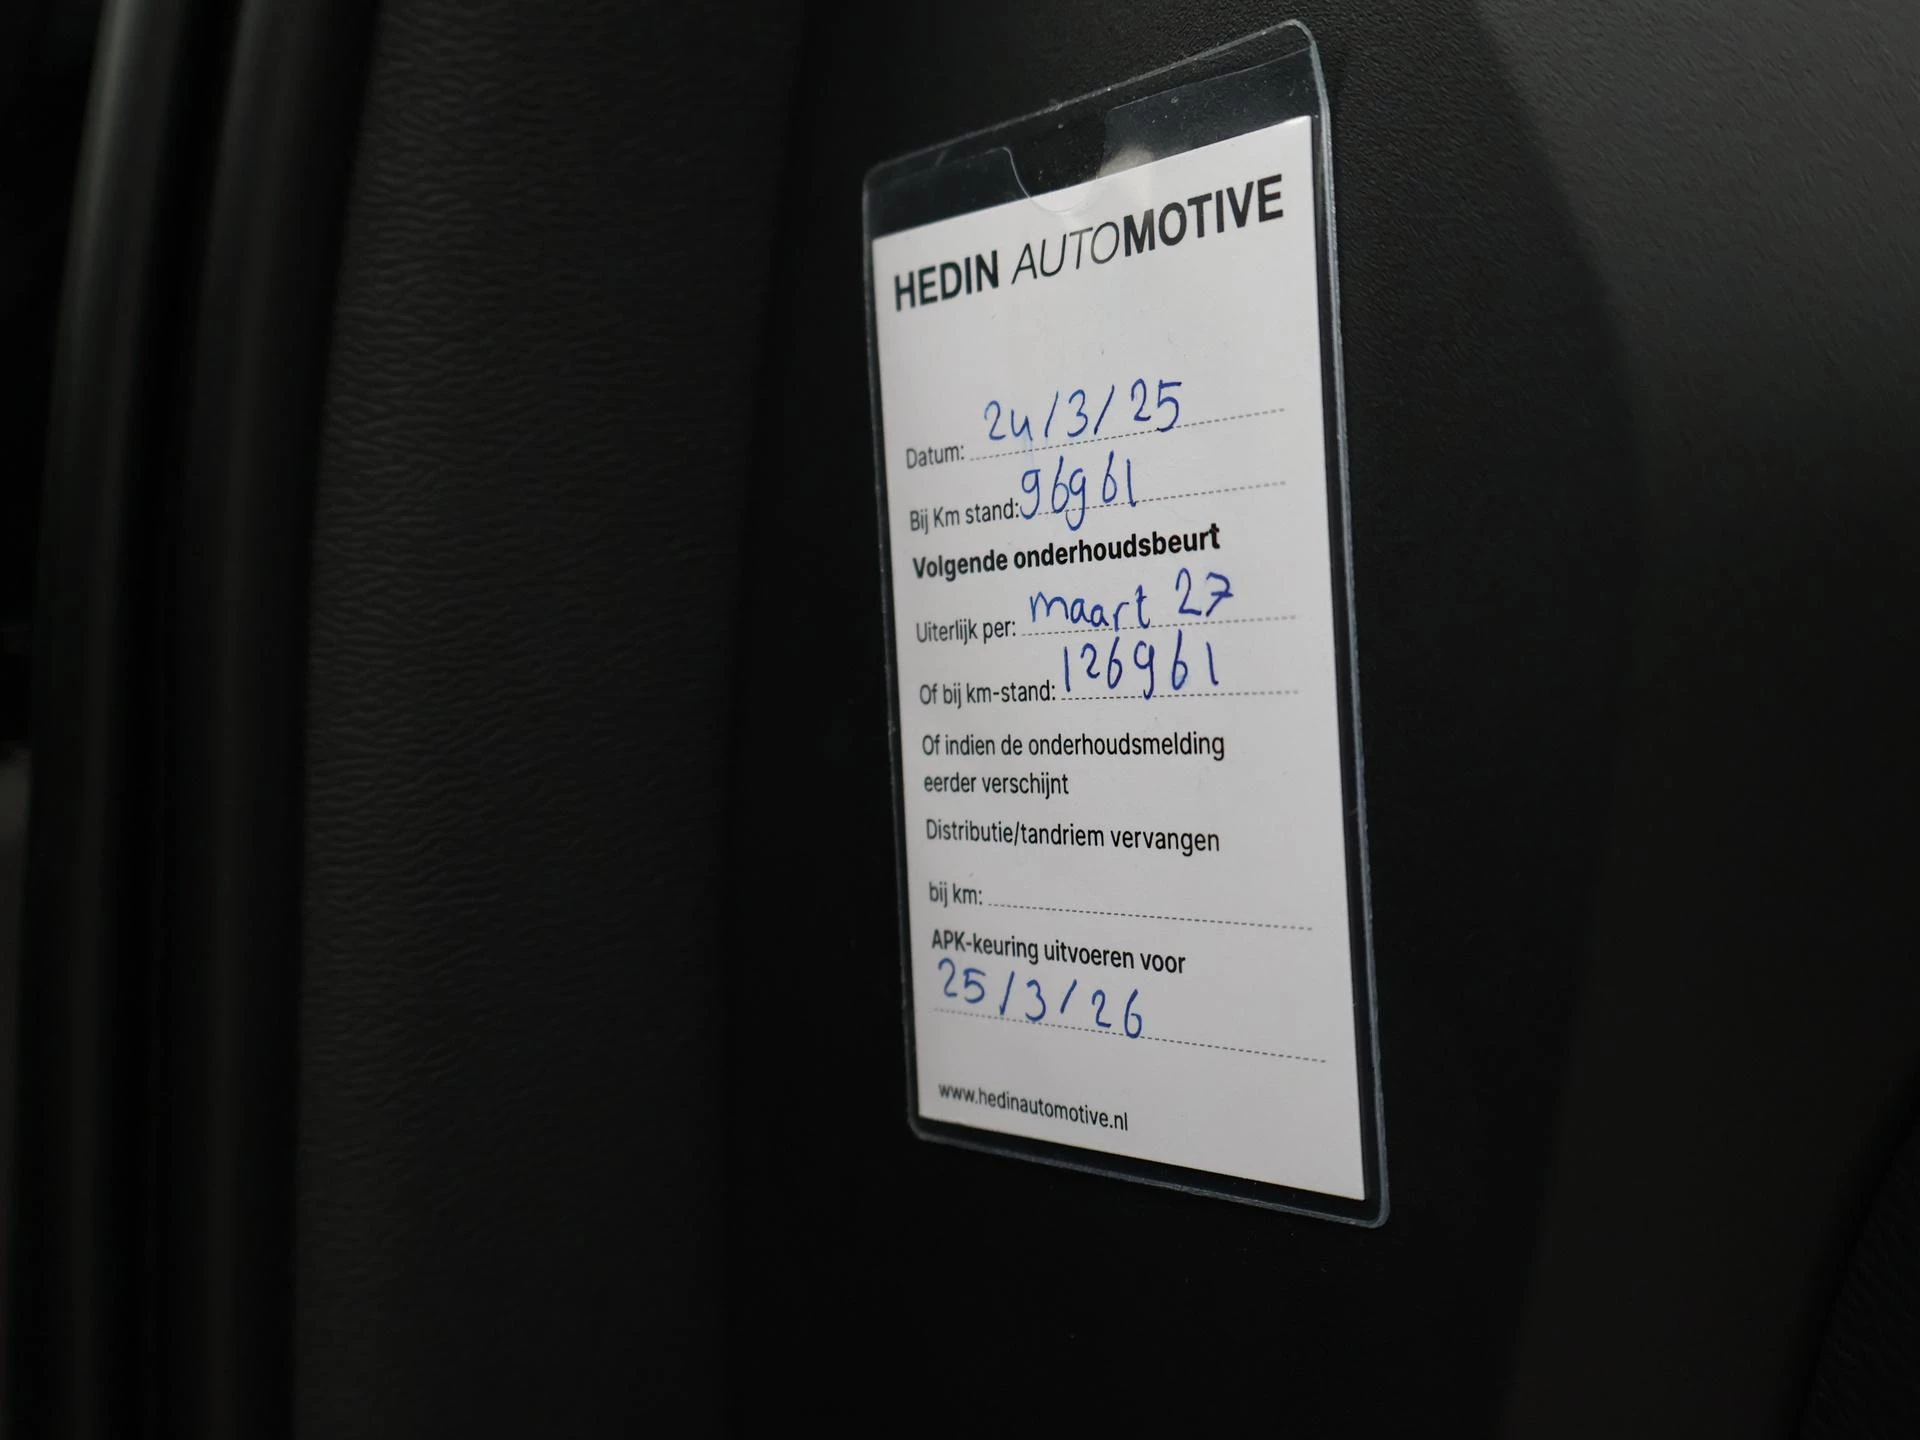 HEDIN AUTOMOTIVE
Datum: 24/3/25
Bij Km stand: 96961
Volgende onderhoudsbeurt
Uiterlijk per: maart 27
Of bij km-stand: 126961
Of indien de onderhoudsmelding
eerder verschijnt
Distributie/tandriem vervangen
bij km:
APK-keuring uitvoeren voor
25/3/26
www.hedinautomotive.nl